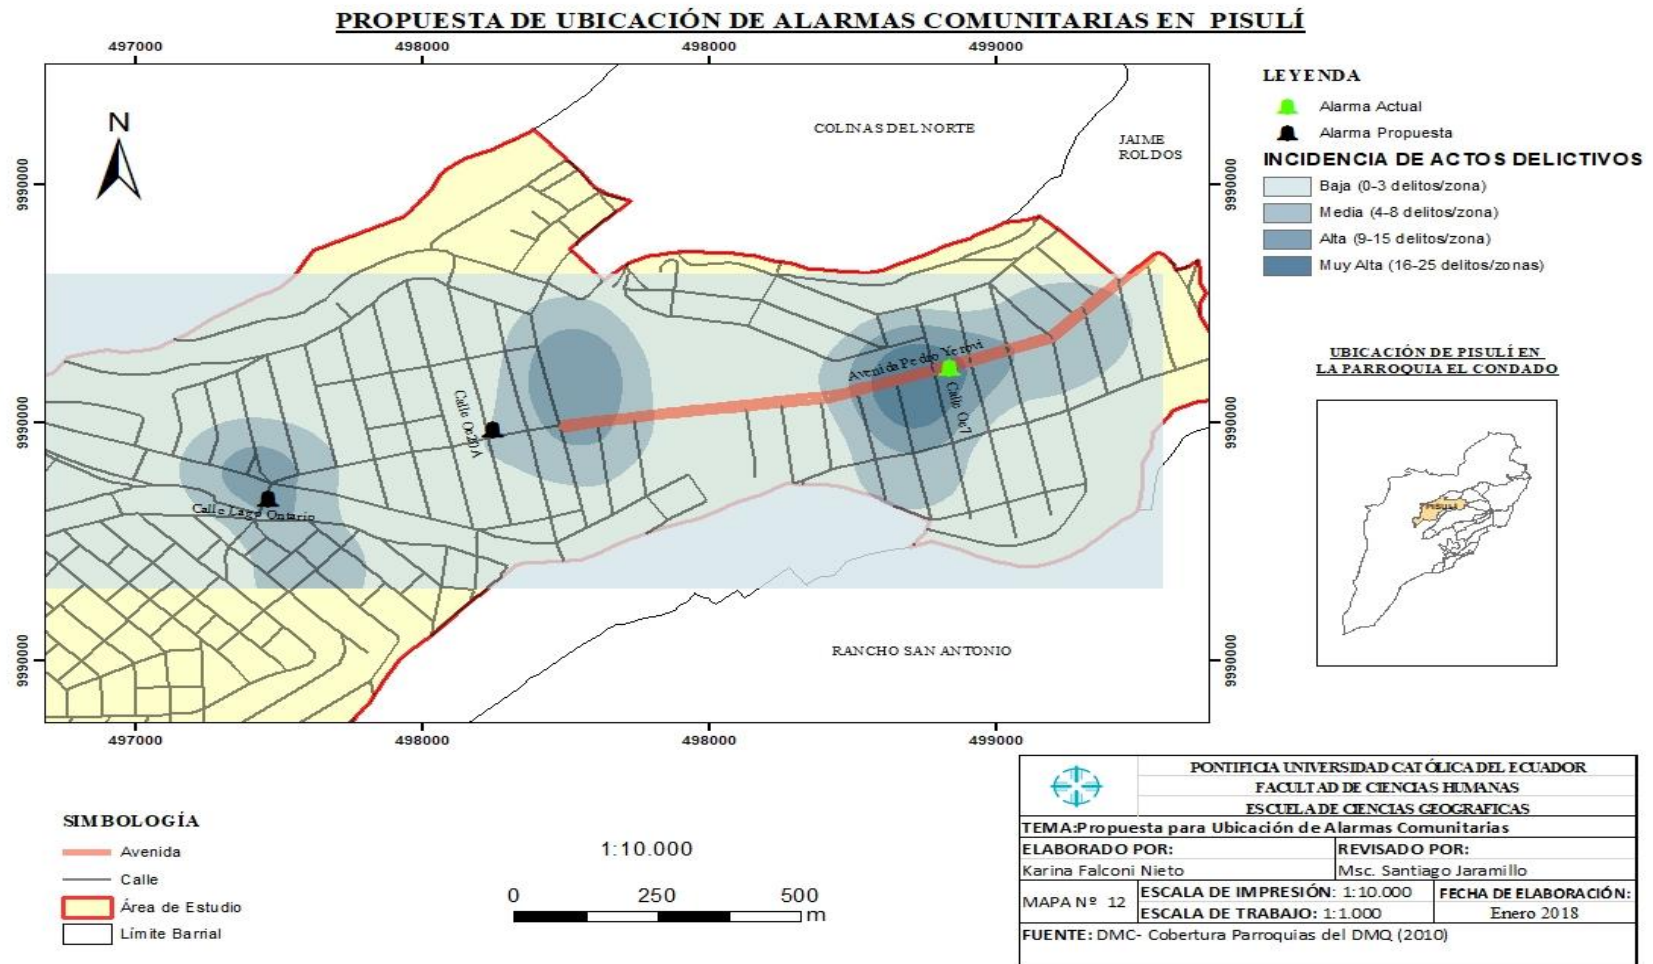 PROPUESTA DE UBICACIÓN DE ALARMAS COMUNITARIAS EN PISULÍ
497000 498000 498000 499000
N
COLINAS DEL NORTE
JAIME
ROLDOS
9990000 9990000
9990000 9990000
9990000 9990000
Avenida Pedro Yerovi
Calle Oe7
Calle Oe20A
Calle Lago Ontario
RANCHO SAN ANTONIO
497000 498000 498000 499000
LEYENDA
Alarma Actual
Alarma Propuesta
INCIDENCIA DE ACTOS DELICTIVOS
Baja (0-3 delitos/zona)
Media (4-8 delitos/zona)
Alta (9-15 delitos/zona)
Muy Alta (16-25 delitos/zonas)
UBICACIÓN DE PISULÍ EN
LA PARROQUIA EL CONDADO
PISULÍ
SIMBOLOGÍA
Avenida
Calle
Área de Estudio
Límite Barrial
1:10.000
0 250 500
m
PONTIFICIA UNIVERSIDAD CATÓLICA DEL ECUADOR
FACULTAD DE CIENCIAS HUMANAS
ESCUELA DE CIENCIAS GEOGRAFICAS
TEMA:Propuesta para Ubicación de Alarmas Comunitarias
ELABORADO POR: REVISADO POR:
Karina Falconi Nieto Msc. Santiago Jaramillo
MAPA Nº 12
ESCALA DE IMPRESIÓN: 1:10.000
ESCALA DE TRABAJO: 1:1.000
FECHA DE ELABORACIÓN:
Enero 2018
FUENTE: DMC- Cobertura Parroquias del DMQ (2010)